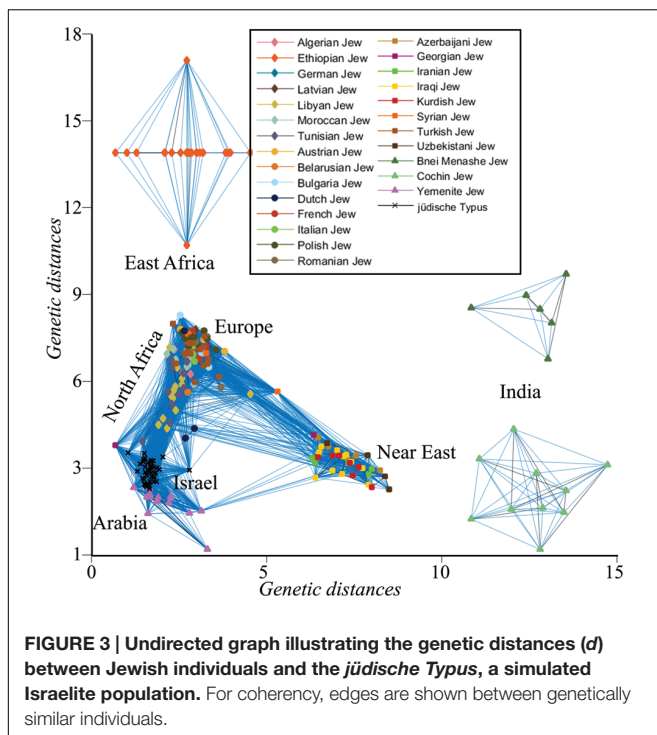 18
15
12
9
6
3
1
0
5
10
15
Genetic distances
Genetic distances
Algerian Jew
Ethiopian Jew
German Jew
Latvian Jew
Libyan Jew
Moroccan Jew
Tunisian Jew
Austrian Jew
Belarusian Jew
Bulgaria Jew
Dutch Jew
French Jew
Italian Jew
Polish Jew
Romanian Jew
Azerbaijani Jew
Georgian Jew
Iranian Jew
Iraqi Jew
Kurdish Jew
Syrian Jew
Turkish Jew
Uzbekistani Jew
Bnei Menashe Jew
Cochin Jew
Yemenite Jew
jüdische Typus
East Africa
Europe
North Africa
India
Near East
Israel
Arabia
FIGURE 3 | Undirected graph illustrating the genetic distances (d)
between Jewish individuals and the jüdische Typus, a simulated
Israelite population. For coherency, edges are shown between genetically
similar individuals.